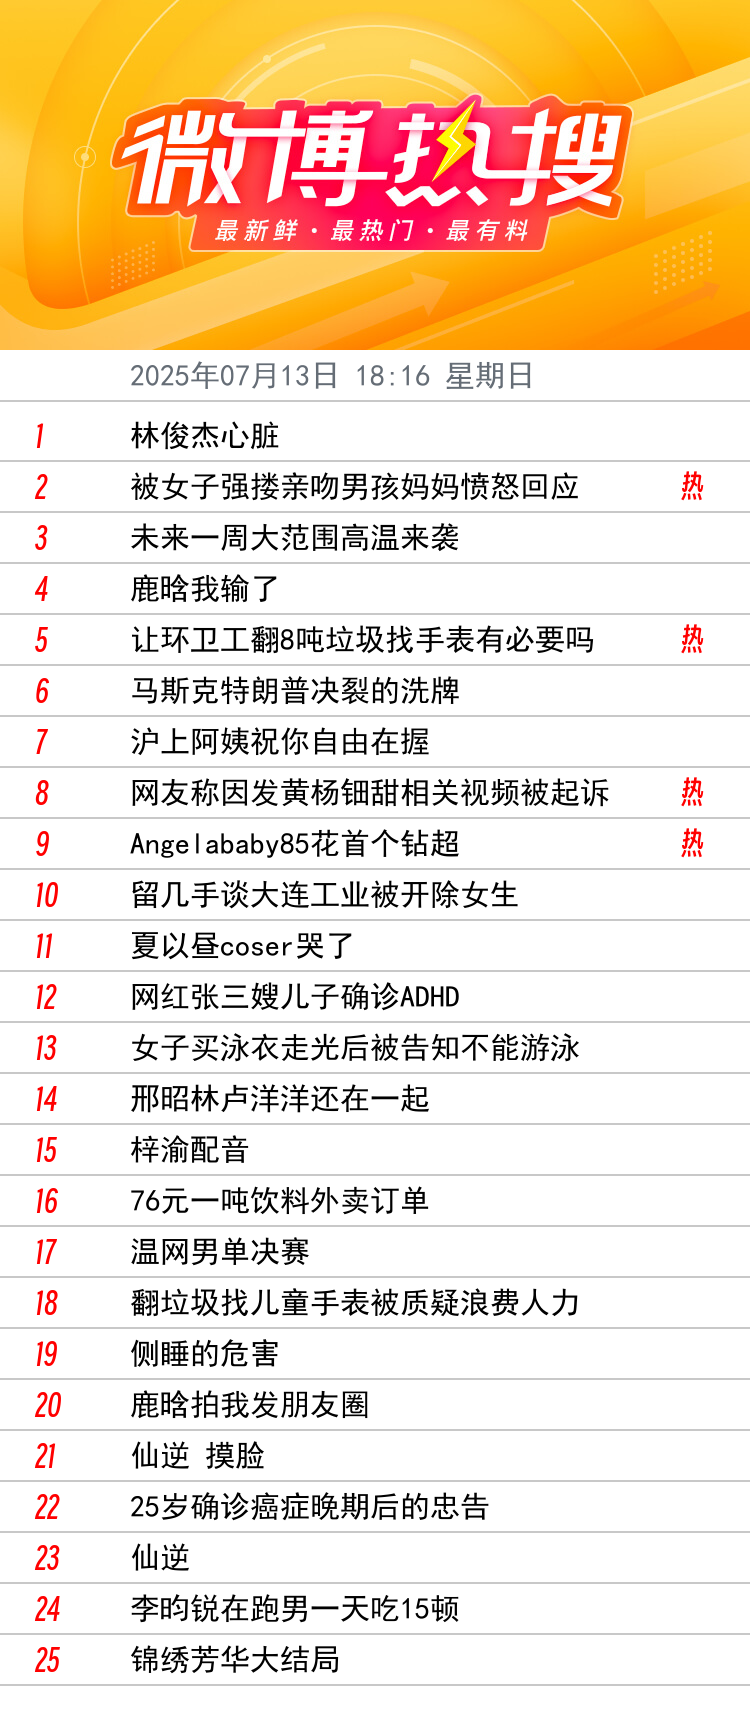 微博热搜
最新鲜·最热门·最有料
2025年07月13日 18:16 星期日
1 林俊杰心脏
2 被女子强搂亲吻男孩妈妈愤怒回应 热
3 未来一周大范围高温来袭
4 鹿晗我输了
5 让环卫工翻8吨垃圾找手表有必要吗 热
6 马斯克特朗普决裂的洗牌
7 沪上阿姨祝你自由在握
8 网友称因发黄杨钿甜相关视频被起诉 热
9 Angelababy85花首个钻超 热
10 留几手谈大连工业被开除女生
11 夏以昼coser哭了
12 网红张三嫂儿子确诊ADHD
13 女子买泳衣走光后被告知不能游泳
14 邢昭林卢洋洋还在一起
15 梓渝配音
16 76元一吨饮料外卖订单
17 温网男单决赛
18 翻垃圾找儿童手表被质疑浪费人力
19 侧睡的危害
20 鹿晗拍我发朋友圈
21 仙逆 摸脸
22 25岁确诊癌症晚期后的忠告
23 仙逆
24 李昀锐在跑男一天吃15顿
25 锦绣芳华大结局